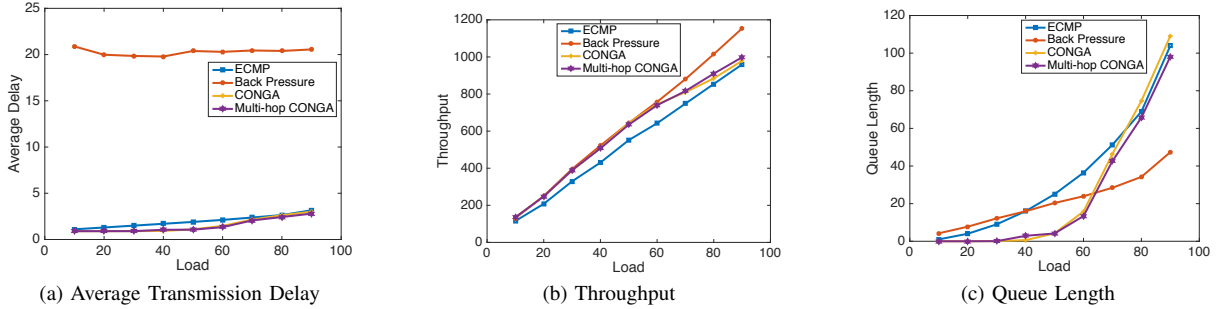 25
20
15
10
5
0
0
20
40
60
80
100
Average Delay
Load
ECMP
Back Pressure
CONGA
Multi-hop CONGA
(a) Average Transmission Delay
1200
1000
800
600
400
200
0
0
20
40
60
80
100
Throughput
Load
ECMP
Back Pressure
CONGA
Multi-hop CONGA
(b) Throughput
120
100
80
60
40
20
0
0
20
40
60
80
100
Queue Length
Load
ECMP
Back Pressure
CONGA
Multi-hop CONGA
(c) Queue Length